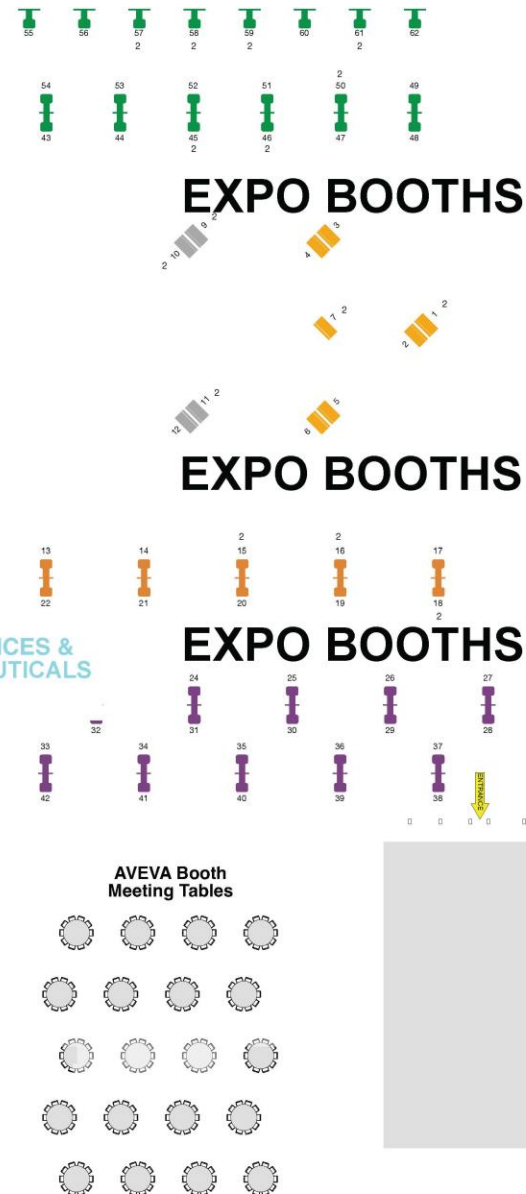 55 56 57 58 59 60 61 62
2 2 2 2
2
54 53 52 51 50 49
43 44 45 46 47 48
2 2
EXPO BOOTHS
2
9 3
10 4
2
2
7 1
2
2
2
11 5
12 6
EXPO BOOTHS
2 2
13 14 15 16 17
22 21 20 19 18
2
ICES &
UTICALS
EXPO BOOTHS
24 25 26 27
32 31 30 29 28
33 34 35 36 37
42 41 40 39 38
ENTRANCE
AVEVA Booth
Meeting Tables